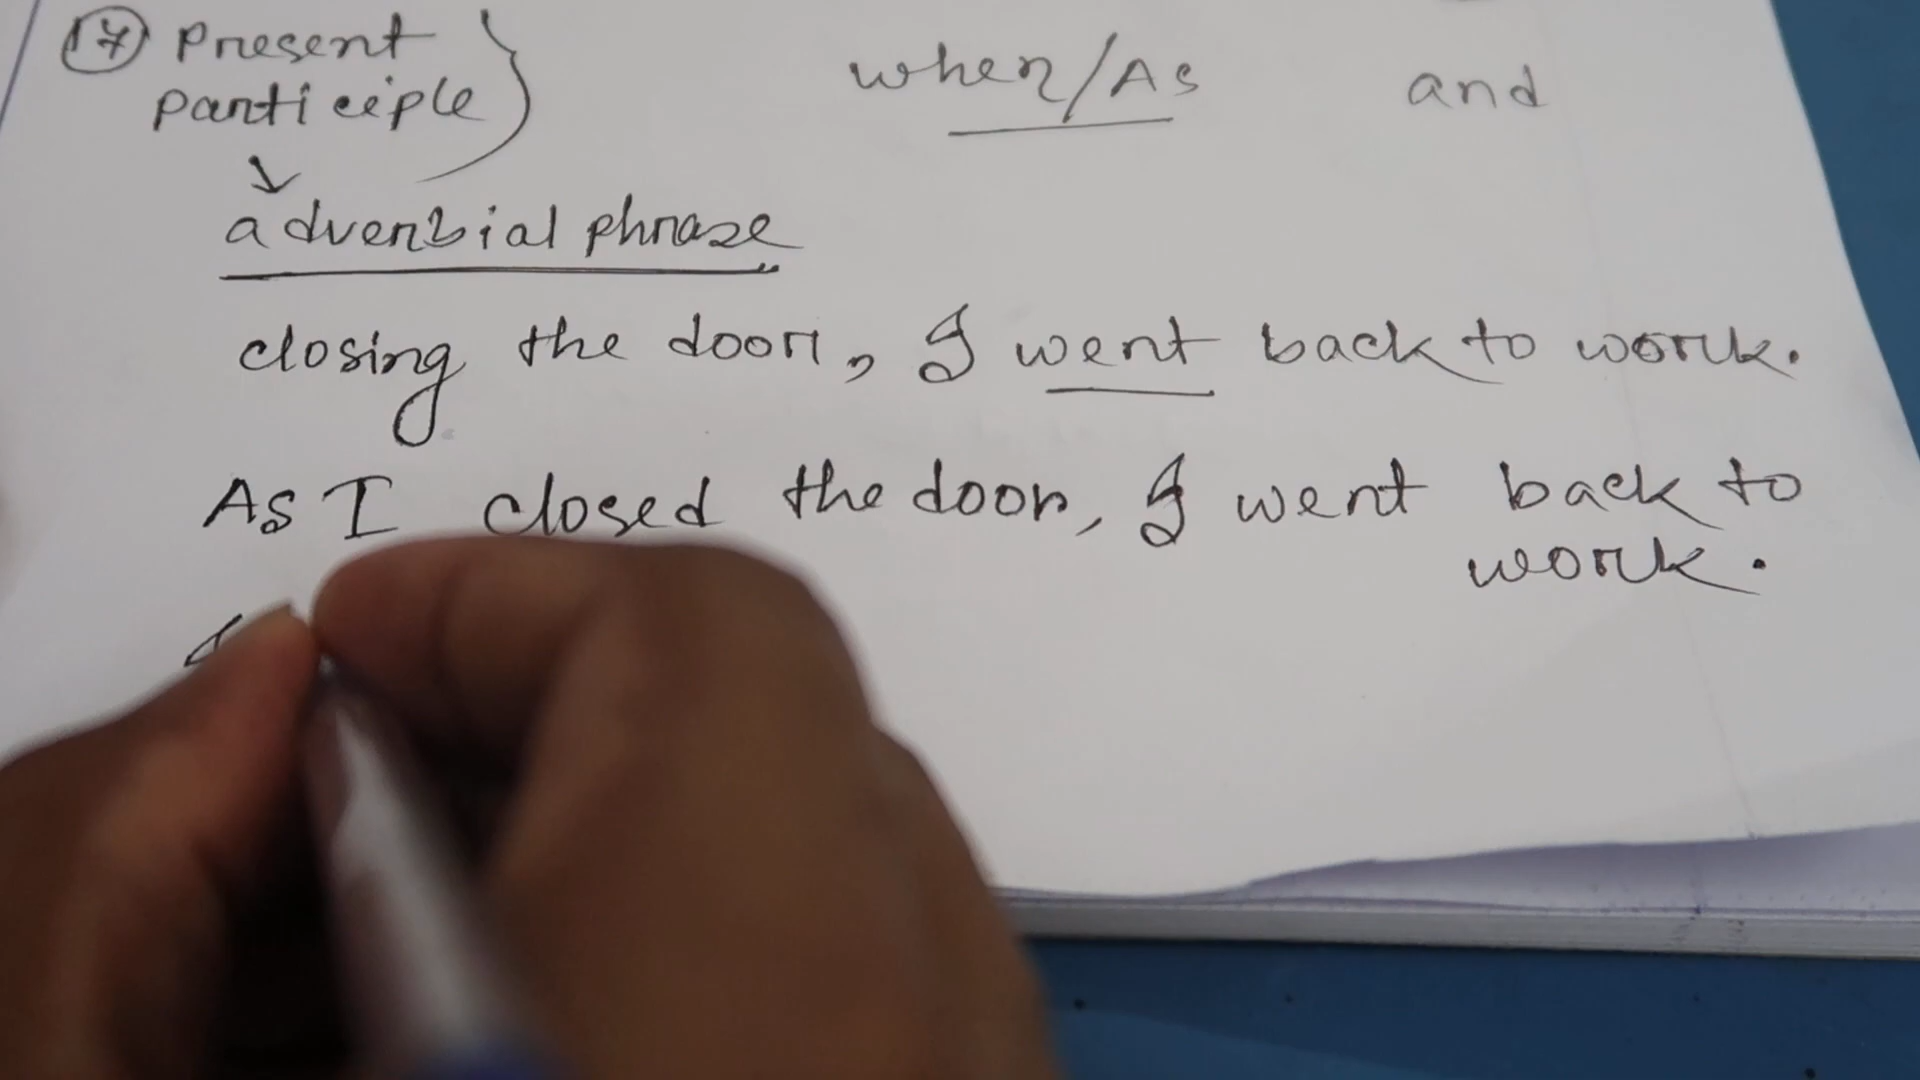 17 Present
participle
when/As
and
adverbial phrase
closing the door, I went back to work.
As I closed the door, I went back to
work.